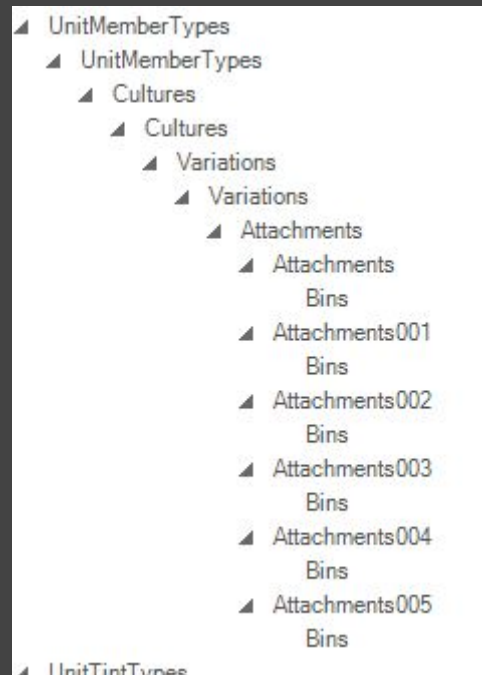 UnitMemberTypes
UnitMemberTypes
Cultures
Cultures
Variations
Variations
Attachments
Attachments
Bins
Attachments001
Bins
Attachments002
Bins
Attachments003
Bins
Attachments004
Bins
Attachments005
Bins
UnitTintTypes